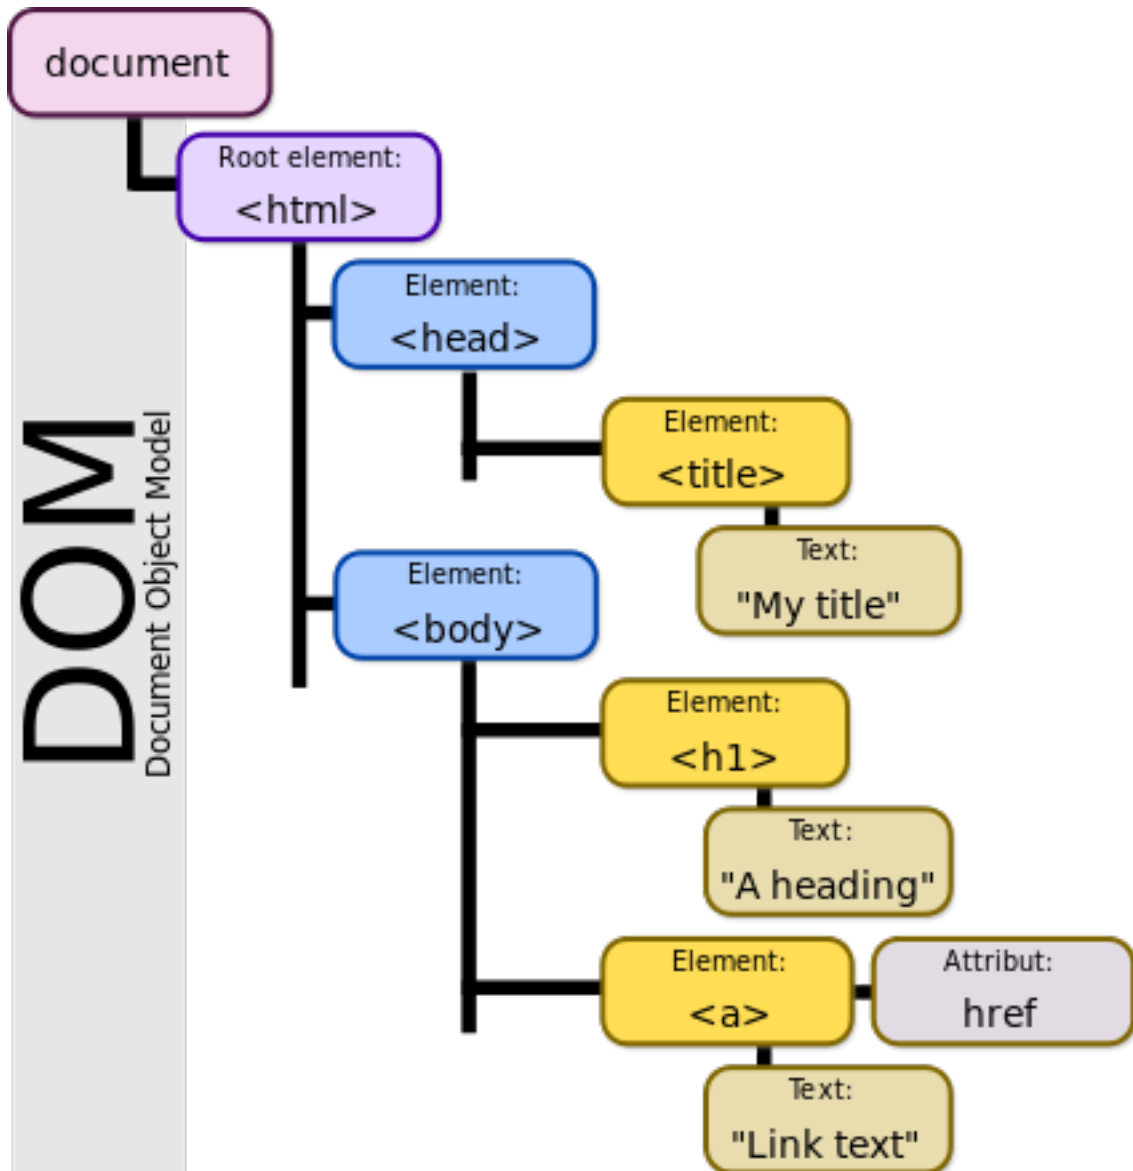 document
Root element:
<html>
Element:
<head>
Element:
<title>
Text:
"My title"
Element:
<body>
Element:
<h1>
Text:
"A heading"
Element:
<a>
Attribut:
href
Text:
"Link text"
DOM
Document Object Model